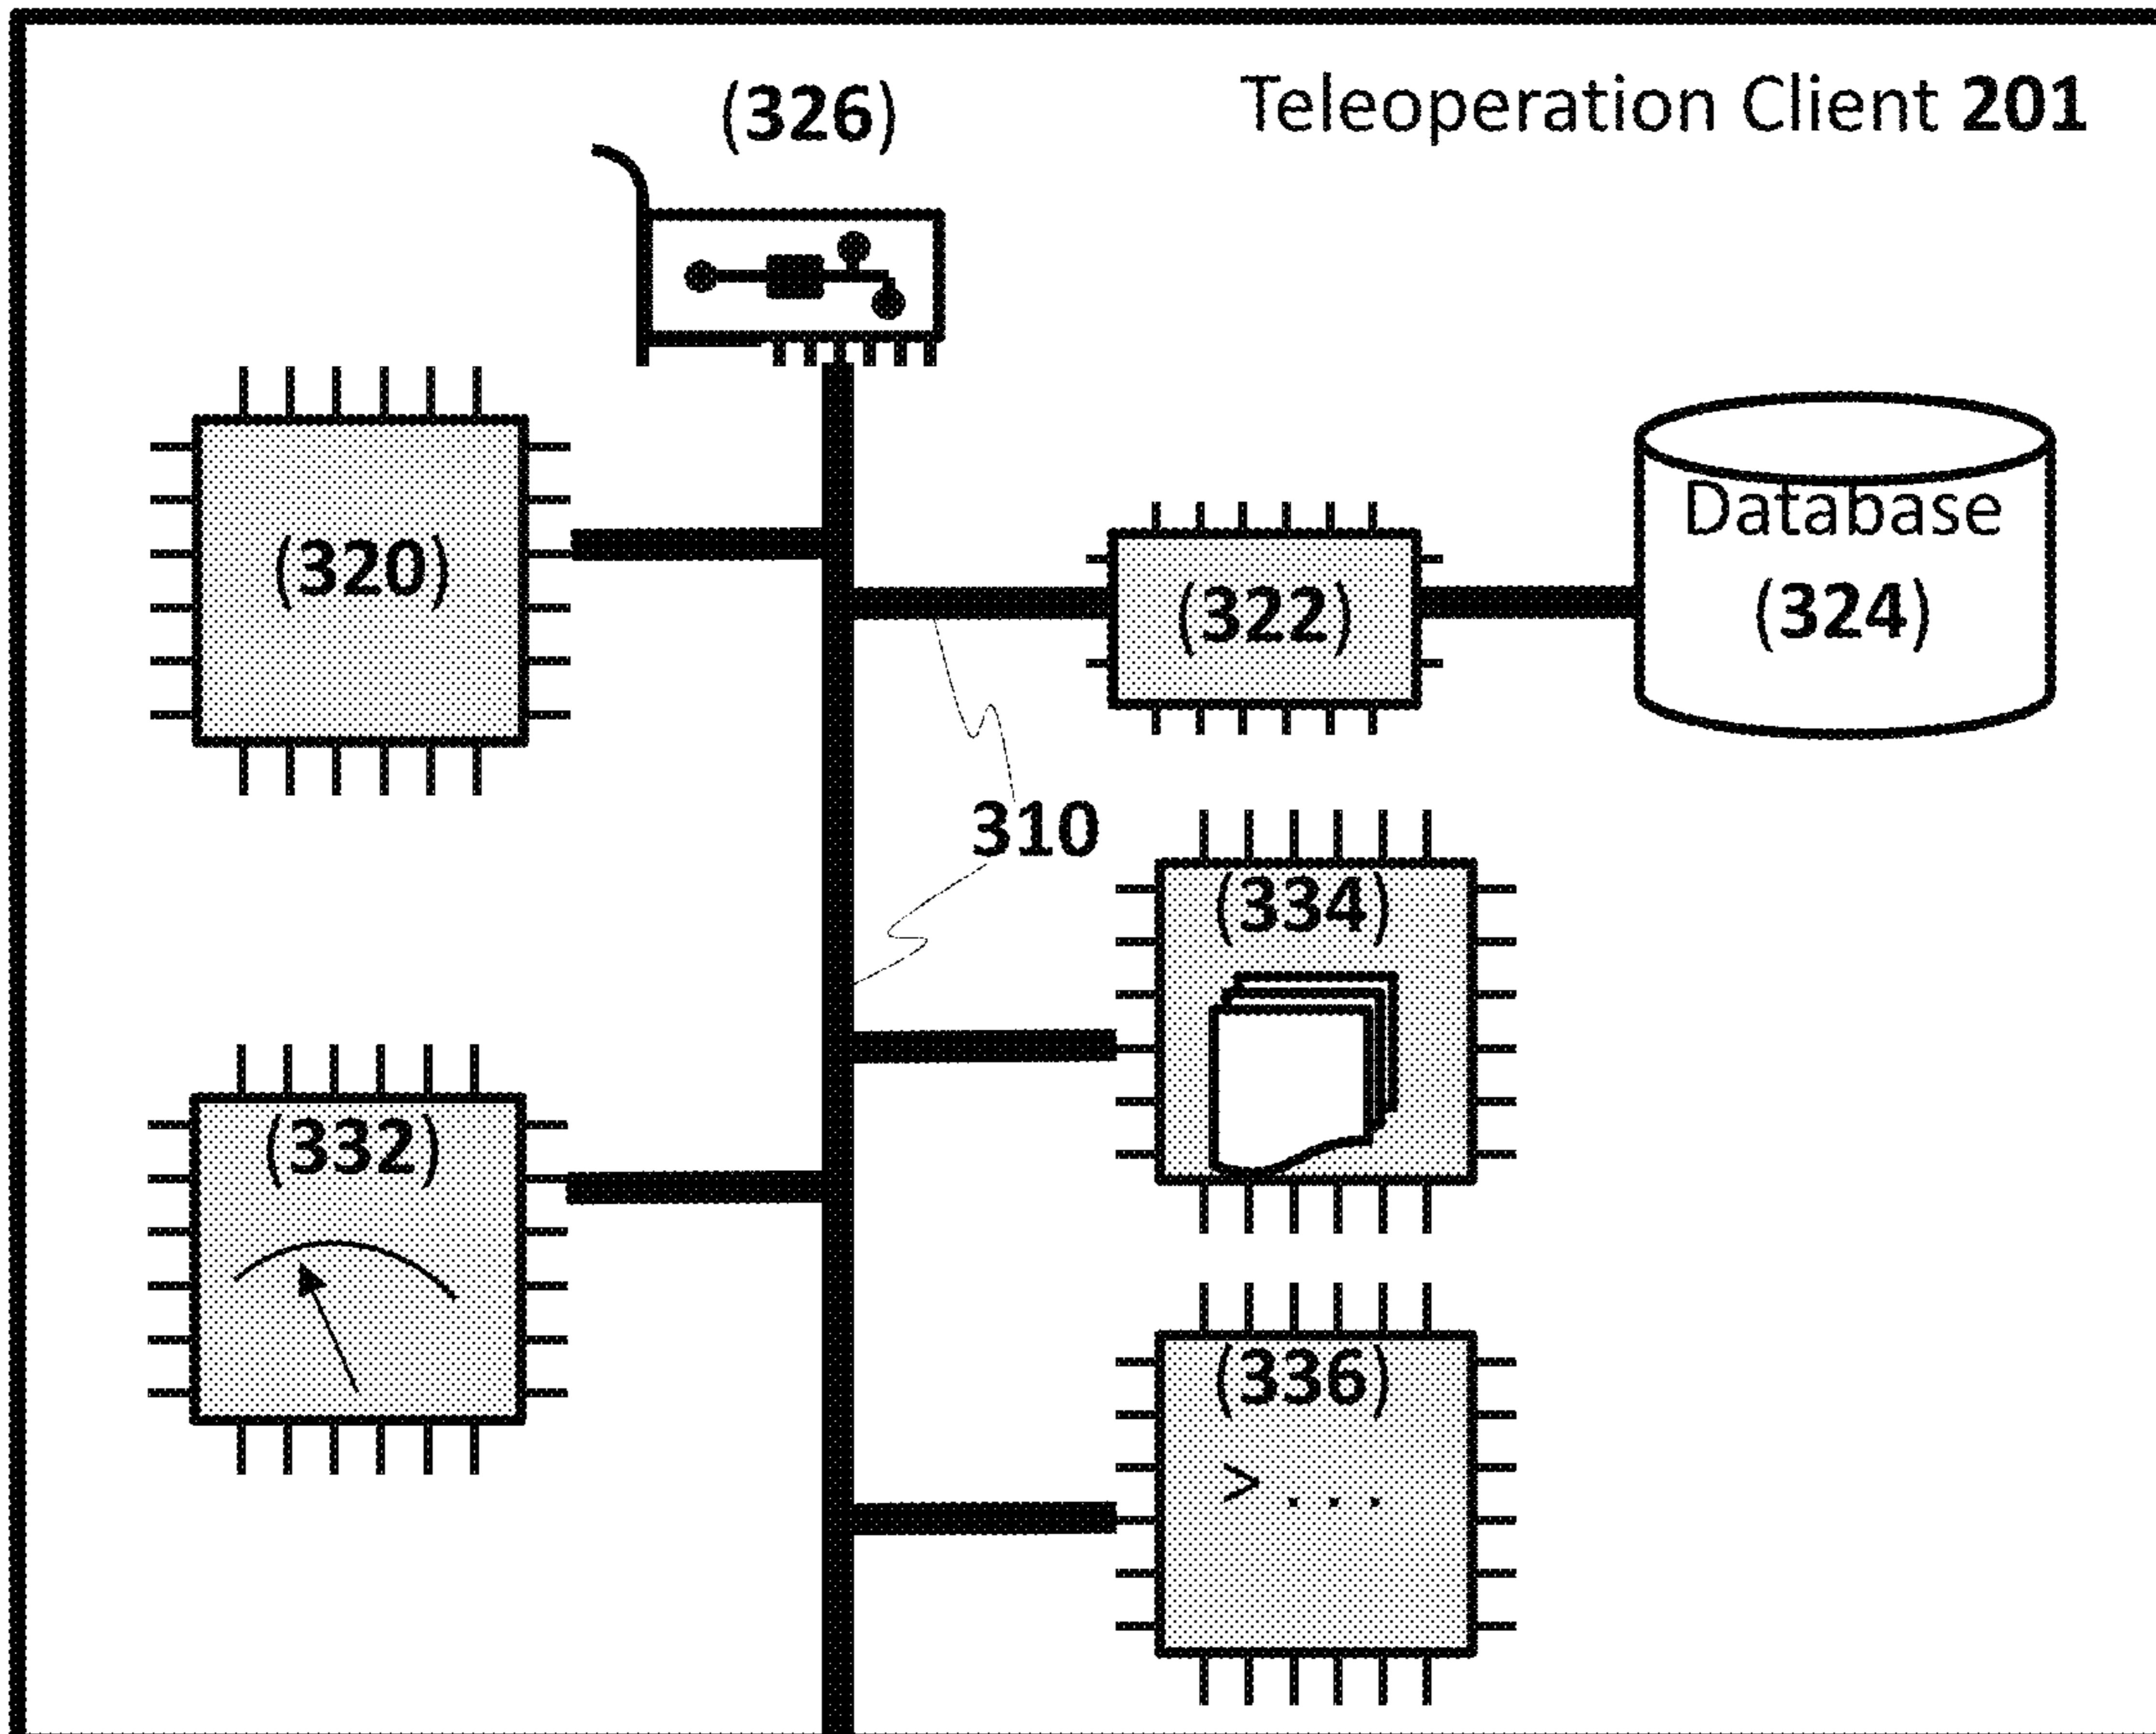 Teleoperation Client 201
(326)
(320)
(322)
Database
(324)
310
(334)
(332)
(336)
> . . .